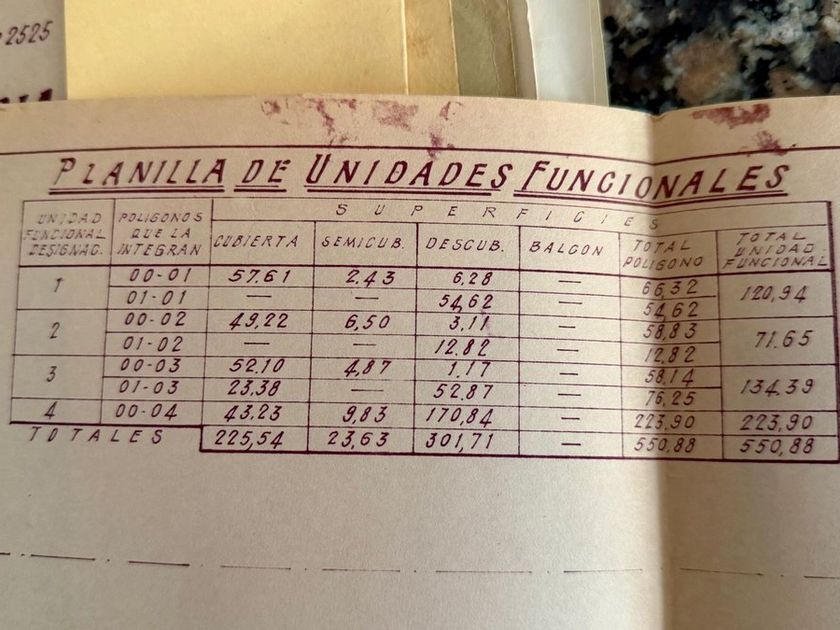 2525
PLANILLA DE UNIDADES FUNCIONALES
UNIDAD FUNCIONAL DESIGNAC. POLIGONOS QUE LA INTEGRAN SUPERFICIES
CUBIERTA SEMICUB. DESCUB. BALCON TOTAL POLIGONO TOTAL UNIDAD FUNCIONAL
1 00-01 57.61 2.43 6,28 — 66,32 120,94
01-01 — — 54,62 — 54,62
2 00-02 49,22 6,50 3,11 — 58,83 71.65
01-02 — — 12.82 — 12,82
3 00-03 52.10 4,87 1.17 — 58.14 134.39
01-03 23,38 — 52,87 — 76,25
4 00-04 43,23 9,83 170,84 — 223,90 223,90
TOTALES 225,54 23,63 301,71 — 550,88 550,88